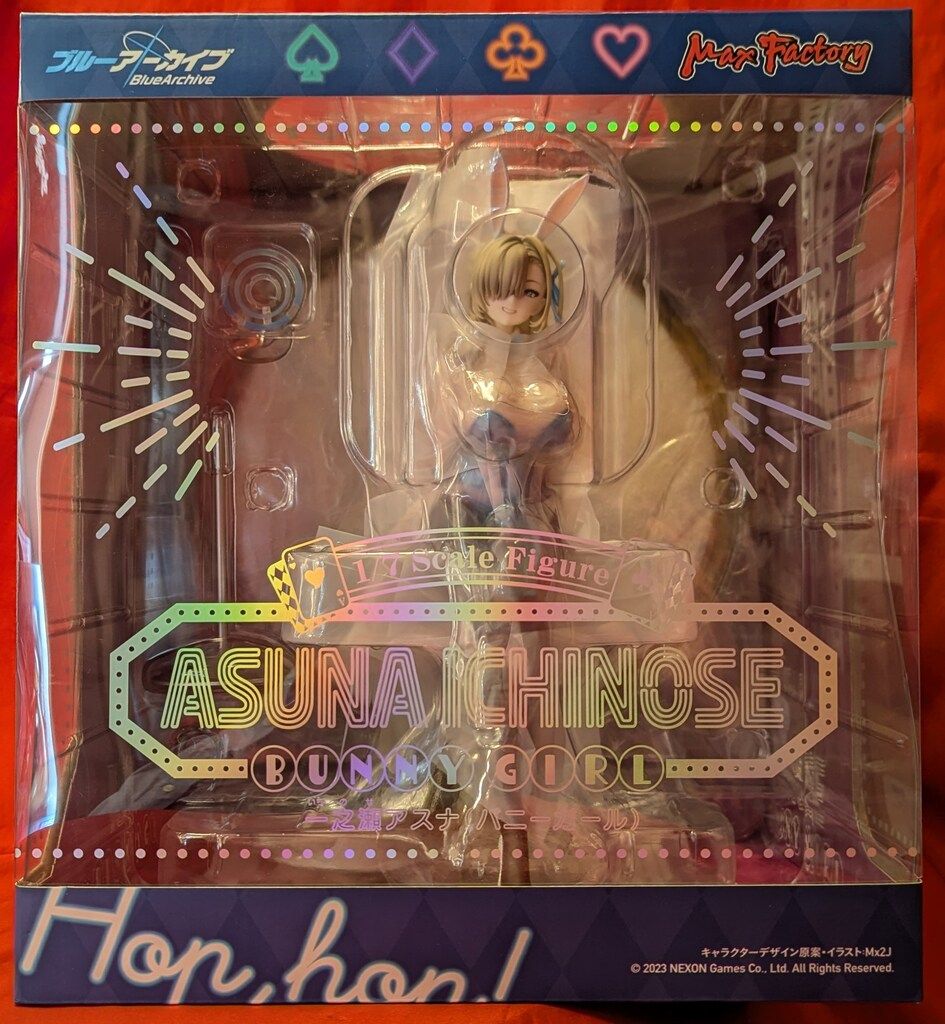 ブルーアーカイブ
BlueArchive
Max Factory
1/7 Scale Figure
ASUNA ICHINOSE
BUNNY GIRL
一之瀬アスナ
バニーガール）
Hop, hop!
キャラクターデザイン原案・イラスト:Mx2J
© 2023 NEXON Games Co., Ltd. All Rights Reserved.